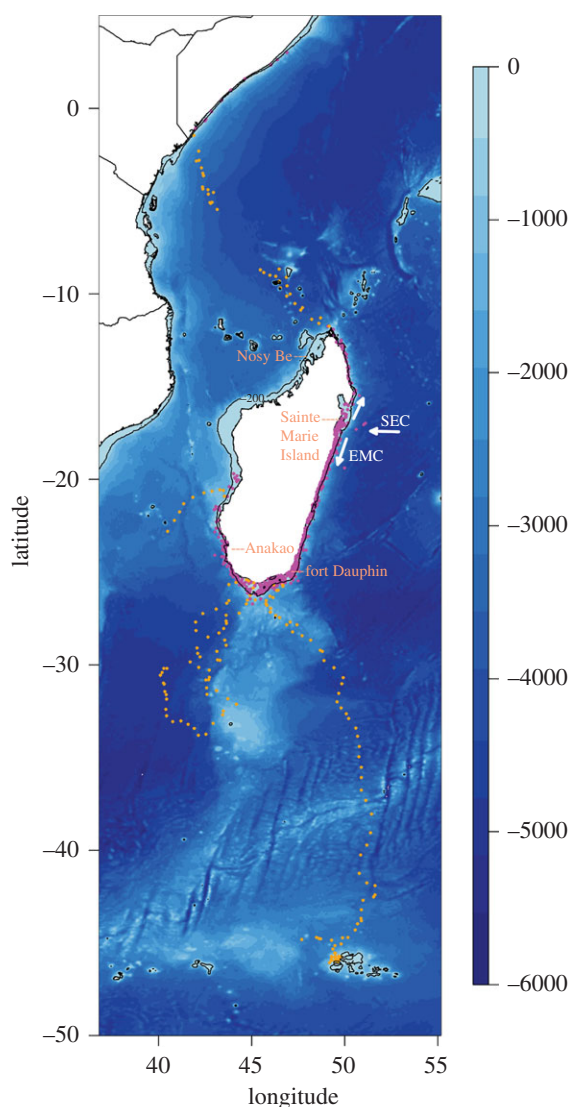 0
0
−1000
−10
Nosy Be
−200
−2000
Sainte
Marie
Island
SEC
EMC
−20
−3000
latitude
Anakao
fort Dauphin
−30
−4000
−40
−5000
−50
−6000
40 45 50 55
longitude